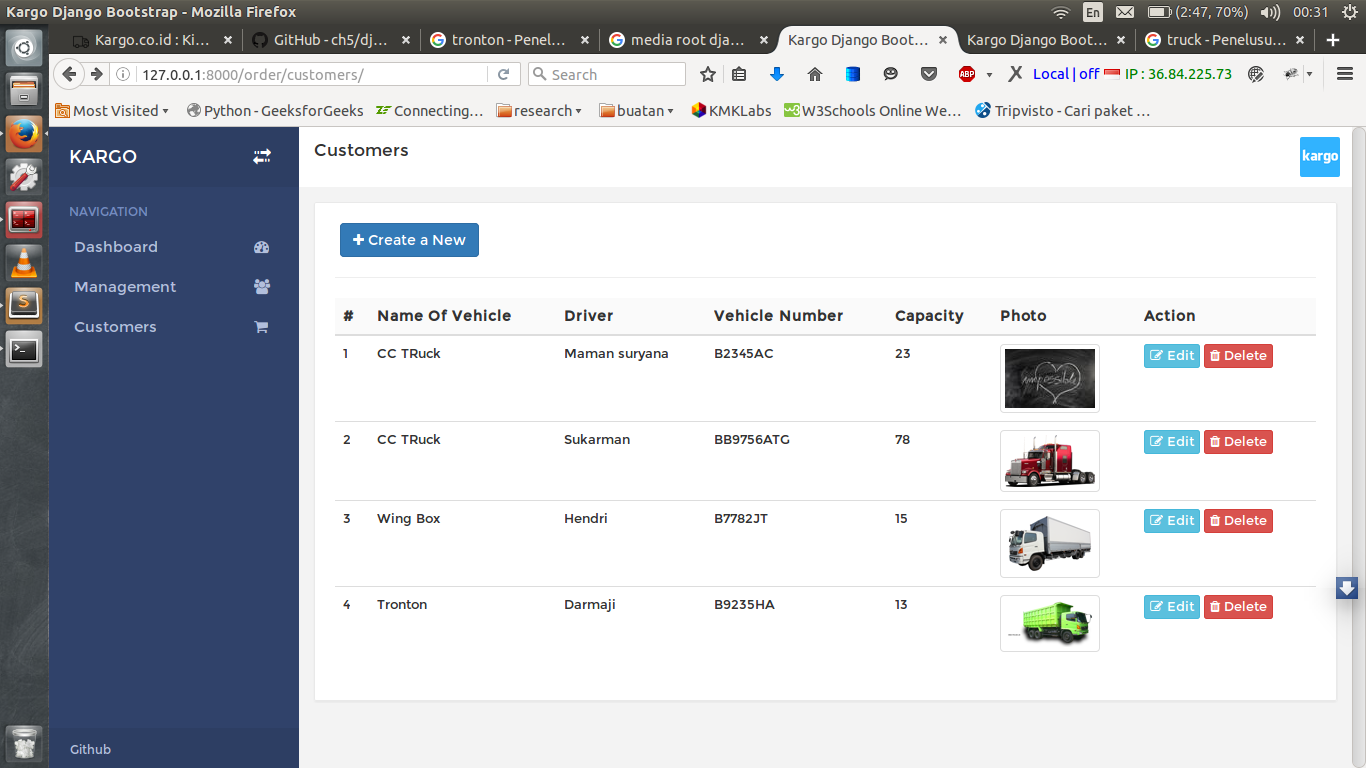 Kargo Django Bootstrap - Mozilla Firefox
En
(2:47, 70%)
00:31
Kargo.co.id : Ki...
GitHub - ch5/dj...
tronton - Penel...
media root dja...
Kargo Django Boot...
Kargo Django Boot...
truck - Penelusu...
127.0.0.1:8000/order/customers/
Search
ABP
Local | off
IP : 36.84.225.73
Most Visited
Python - GeeksforGeeks
Connecting...
research
buatan
KMKLabs
W3Schools Online We...
Tripvisto - Cari paket ...
KARGO
Customers
kargo
NAVIGATION
Dashboard
Management
Customers
Create a New
# Name Of Vehicle Driver Vehicle Number Capacity Photo Action
1 CC TRuck Maman suryana B2345AC 23 impossible Edit Delete
2 CC TRuck Sukarman BB9756ATG 78 Edit Delete
3 Wing Box Hendri B7782JT 15 Edit Delete
4 Tronton Darmaji B9235HA 13 Edit Delete
Github